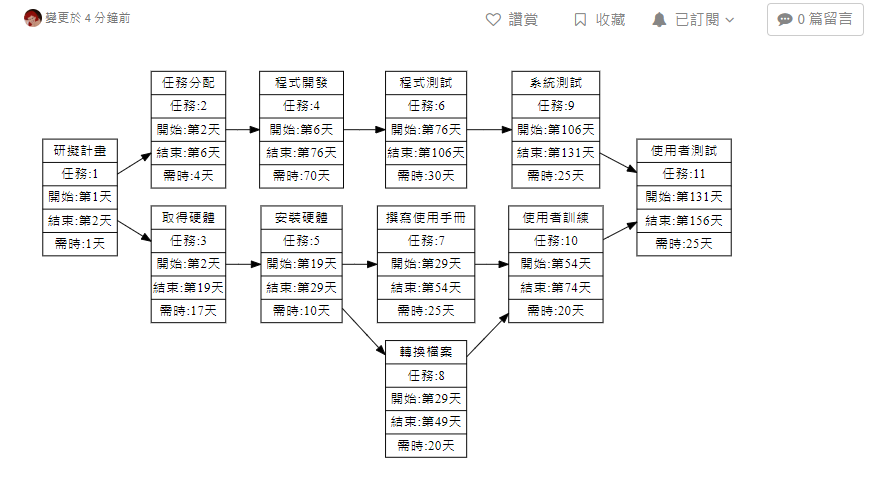 變更於 4 分鐘前
讚賞
收藏
已訂閱
0 篇留言
研擬計畫
任務:1
開始:第1天
結束:第2天
需時:1天
任務分配
任務:2
開始:第2天
結束:第6天
需時:4天
程式開發
任務:4
開始:第6天
結束:第76天
需時:70天
程式測試
任務:6
開始:第76天
結束:第106天
需時:30天
系統測試
任務:9
開始:第106天
結束:第131天
需時:25天
取得硬體
任務:3
開始:第2天
結束:第19天
需時:17天
安裝硬體
任務:5
開始:第19天
結束:第29天
需時:10天
撰寫使用手冊
任務:7
開始:第29天
結束:第54天
需時:25天
使用者訓練
任務:10
開始:第54天
結束:第74天
需時:20天
轉換檔案
任務:8
開始:第29天
結束:第49天
需時:20天
使用者測試
任務:11
開始:第131天
結束:第156天
需時:25天